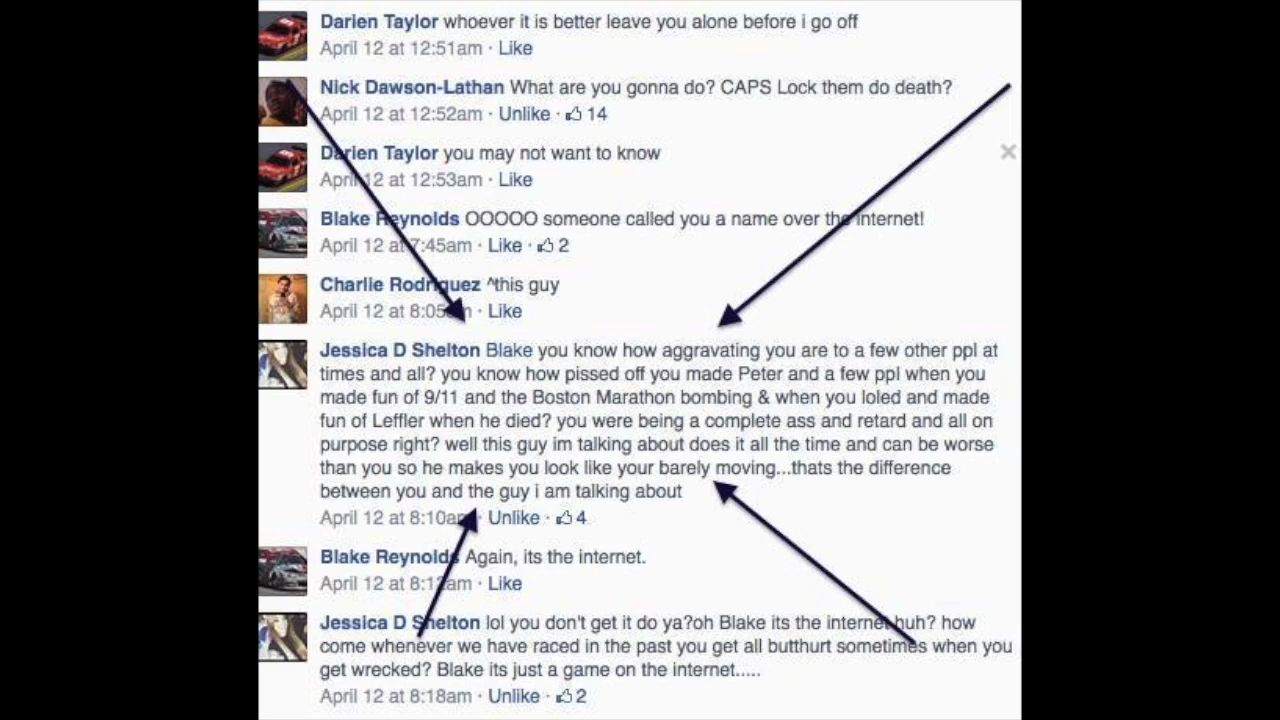 Darien Taylor whoever it is better leave you alone before i go off
April 12 at 12:51am · Like
Nick Dawson-Lathan What are you gonna do? CAPS Lock them do death?
April 12 at 12:52am · Unlike · 14
Darien Taylor you may not want to know
April 12 at 12:53am · Like
Blake Reynolds OOOOO someone called you a name over the internet!
April 12 at 7:45am · Like · 2
Charlie Rodriguez ^this guy
April 12 at 8:05am · Like
Jessica D Shelton Blake you know how aggravating you are to a few other ppl at
times and all? you know how pissed off you made Peter and a few ppl when you
made fun of 9/11 and the Boston Marathon bombing & when you loled and made
fun of Leffler when he died? you were being a complete ass and retard and all on
purpose right? well this guy im talking about does it all the time and can be worse
than you so he makes you look like your barely moving...thats the difference
between you and the guy i am talking about
April 12 at 8:10am · Unlike · 4
Blake Reynolds Again, its the internet.
April 12 at 8:12am · Like
Jessica D Shelton lol you don't get it do ya?oh Blake its the internet huh? how
come whenever we have raced in the past you get all butthurt sometimes when you
get wrecked? Blake its just a game on the internet.....
April 12 at 8:18am · Unlike · 2